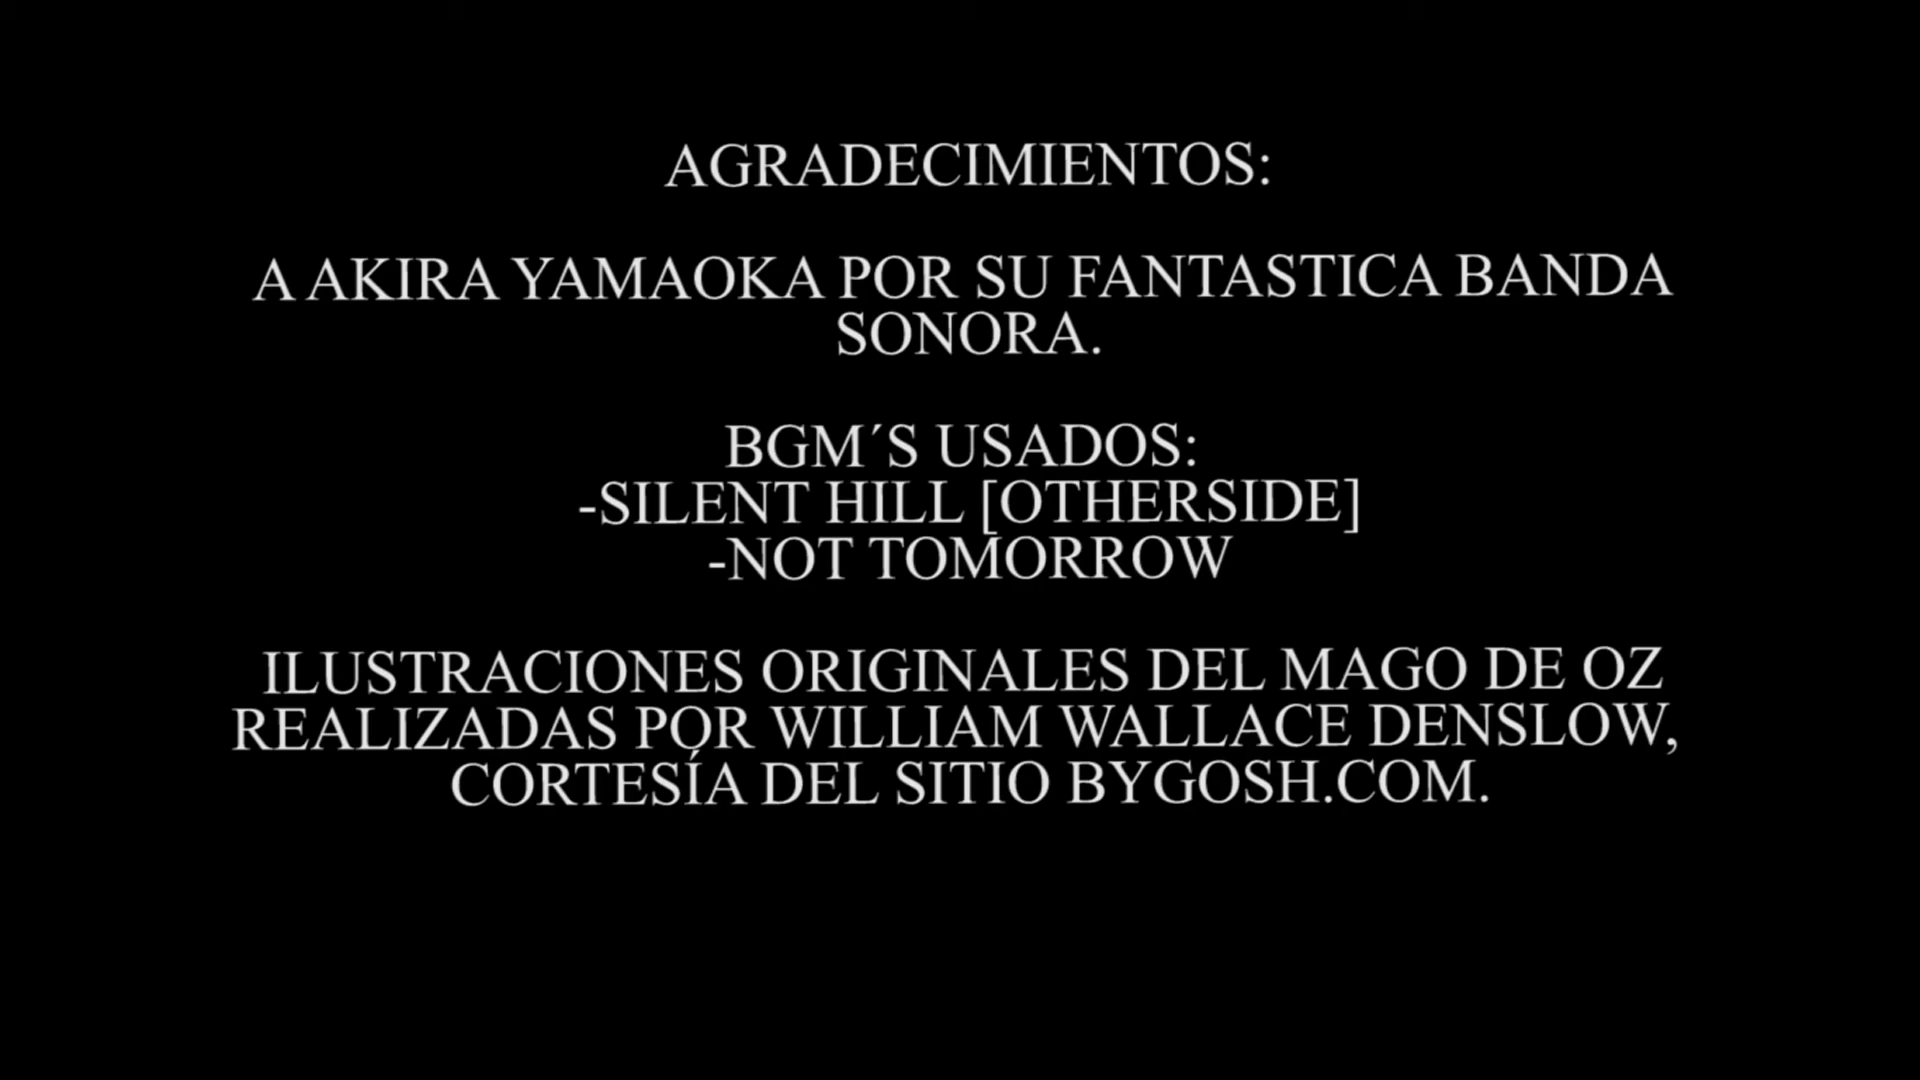 AGRADECIMIENTOS:
A AKIRA YAMAOKA POR SU FANTASTICA BANDA
SONORA.
BGM´S USADOS:
-SILENT HILL [OTHERSIDE]
-NOT TOMORROW
ILUSTRACIONES ORIGINALES DEL MAGO DE OZ
REALIZADAS POR WILLIAM WALLACE DENSLOW,
CORTESÍA DEL SITIO BYGOSH.COM.